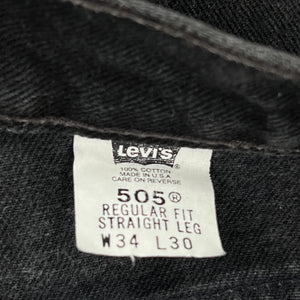 Levi's
100% COTTON
MADE IN U.S.A
CARE ON REVERSE
505®
REGULAR FIT
STRAIGHT LEG
W34 L30